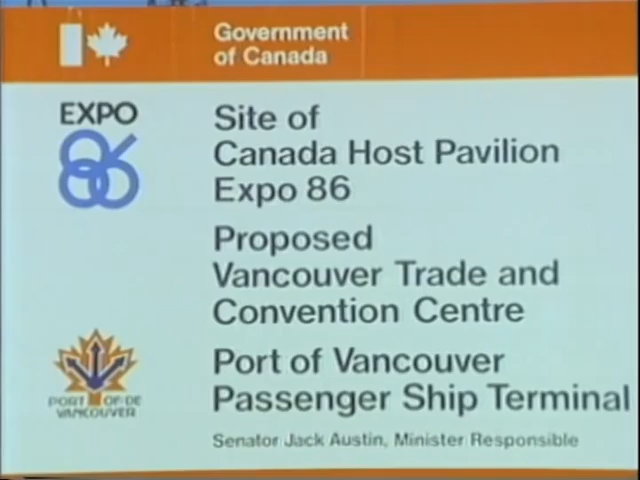 Government
of Canada
EXPO
86
Site of
Canada Host Pavilion
Expo 86
Proposed
Vancouver Trade and
Convention Centre
PORT OF DE
VANCOUVER
Port of Vancouver
Passenger Ship Terminal
Senator Jack Austin, Minister Responsible